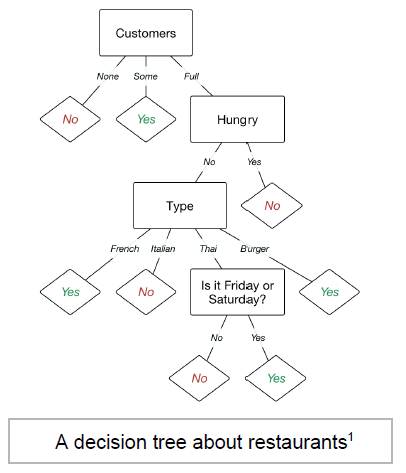 Customers
None Some Full
No Yes Hungry
No Yes
Type No
French Italian Thai Burger
Yes No Is it Friday or Yes
Saturday?
No Yes
No Yes
A decision tree about restaurants¹